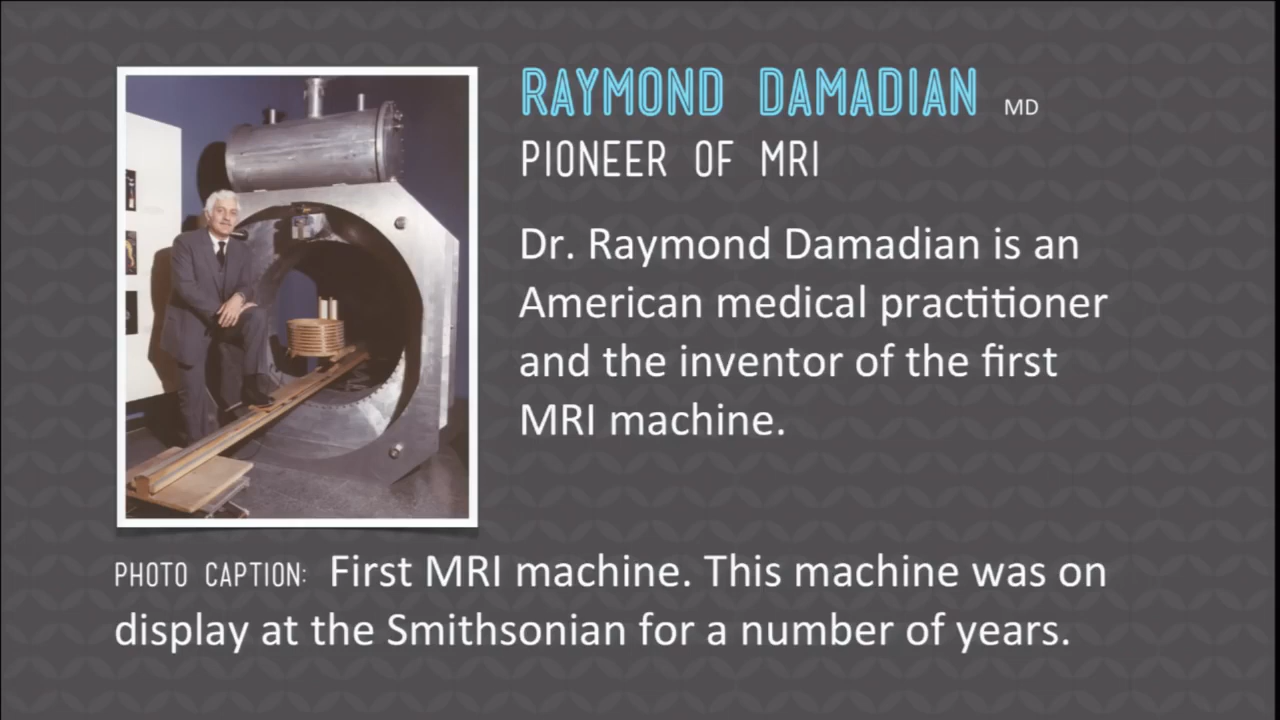 RAYMOND DAMADIAN MD
PIONEER OF MRI
Dr. Raymond Damadian is an
American medical practitioner
and the inventor of the first
MRI machine.
PHOTO CAPTION: First MRI machine. This machine was on
display at the Smithsonian for a number of years.